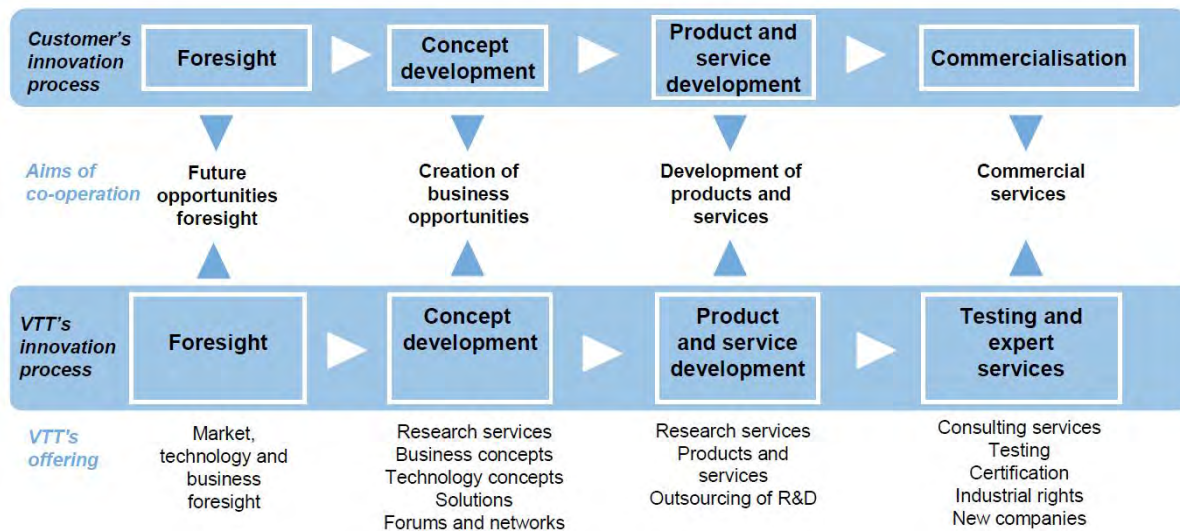 Customer's
innovation
process
Foresight
Concept
development
Product and
service
development
Commercialisation
Aims of
co-operation
Future
opportunities
foresight
Creation of
business
opportunities
Development of
products and
services
Commercial
services
VTT's
innovation
process
Foresight
Concept
development
Product
and service
development
Testing and
expert
services
VTT's
offering
Market,
technology and
business
foresight
Research services
Business concepts
Technology concepts
Solutions
Forums and networks
Research services
Products and
services
Outsourcing of R&D
Consulting services
Testing
Certification
Industrial rights
New companies